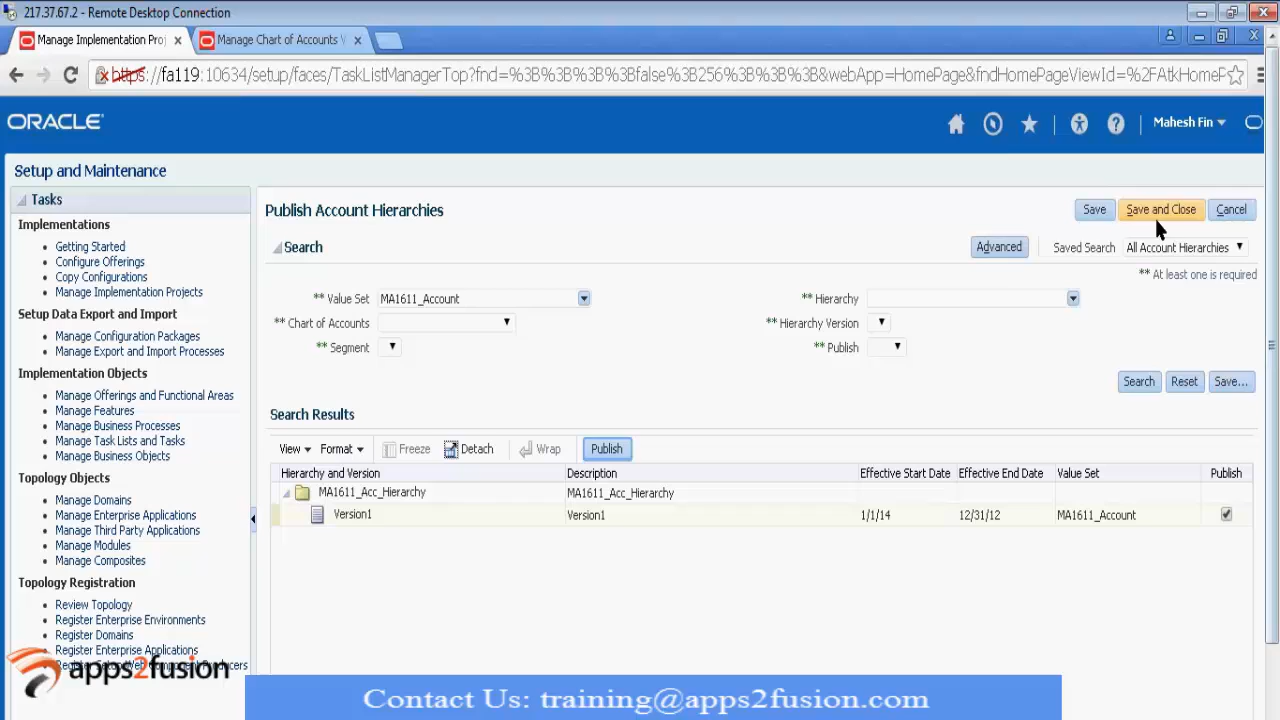 217.37.67.2 - Remote Desktop Connection
Manage Implementation Proj × Manage Chart of Accounts V ×
https://fa119:10634/setup/faces/TaskListManagerTop?fnd=%3B%3B%3B%3Bfalse%3B256%3B%3B%3B&webApp=HomePage&fndHomePageViewId=%2FAtkHomeP
ORACLE
Mahesh Fin
Setup and Maintenance
Tasks
Implementations
Getting Started
Configure Offerings
Copy Configurations
Manage Implementation Projects
Setup Data Export and Import
Manage Configuration Packages
Manage Export and Import Processes
Implementation Objects
Manage Offerings and Functional Areas
Manage Features
Manage Business Processes
Manage Task Lists and Tasks
Manage Business Objects
Topology Objects
Manage Domains
Manage Enterprise Applications
Manage Third Party Applications
Manage Modules
Manage Composites
Topology Registration
Review Topology
Register Enterprise Environments
Register Domains
Register Enterprise Applications
Producers
apps2fusion
Publish Account Hierarchies
Save Save and Close Cancel
Search
Advanced Saved Search All Account Hierarchies
** At least one is required
** Value Set MA1611_Account ** Hierarchy
** Chart of Accounts ** Hierarchy Version
** Segment ** Publish
Search Reset Save...
Search Results
View Format Freeze Detach Wrap Publish
Hierarchy and Version Description Effective Start Date Effective End Date Value Set Publish
MA1611_Acc_Hierarchy MA1611_Acc_Hierarchy
Version1 Version1 1/1/14 12/31/12 MA1611_Account
Contact Us: training@apps2fusion.com